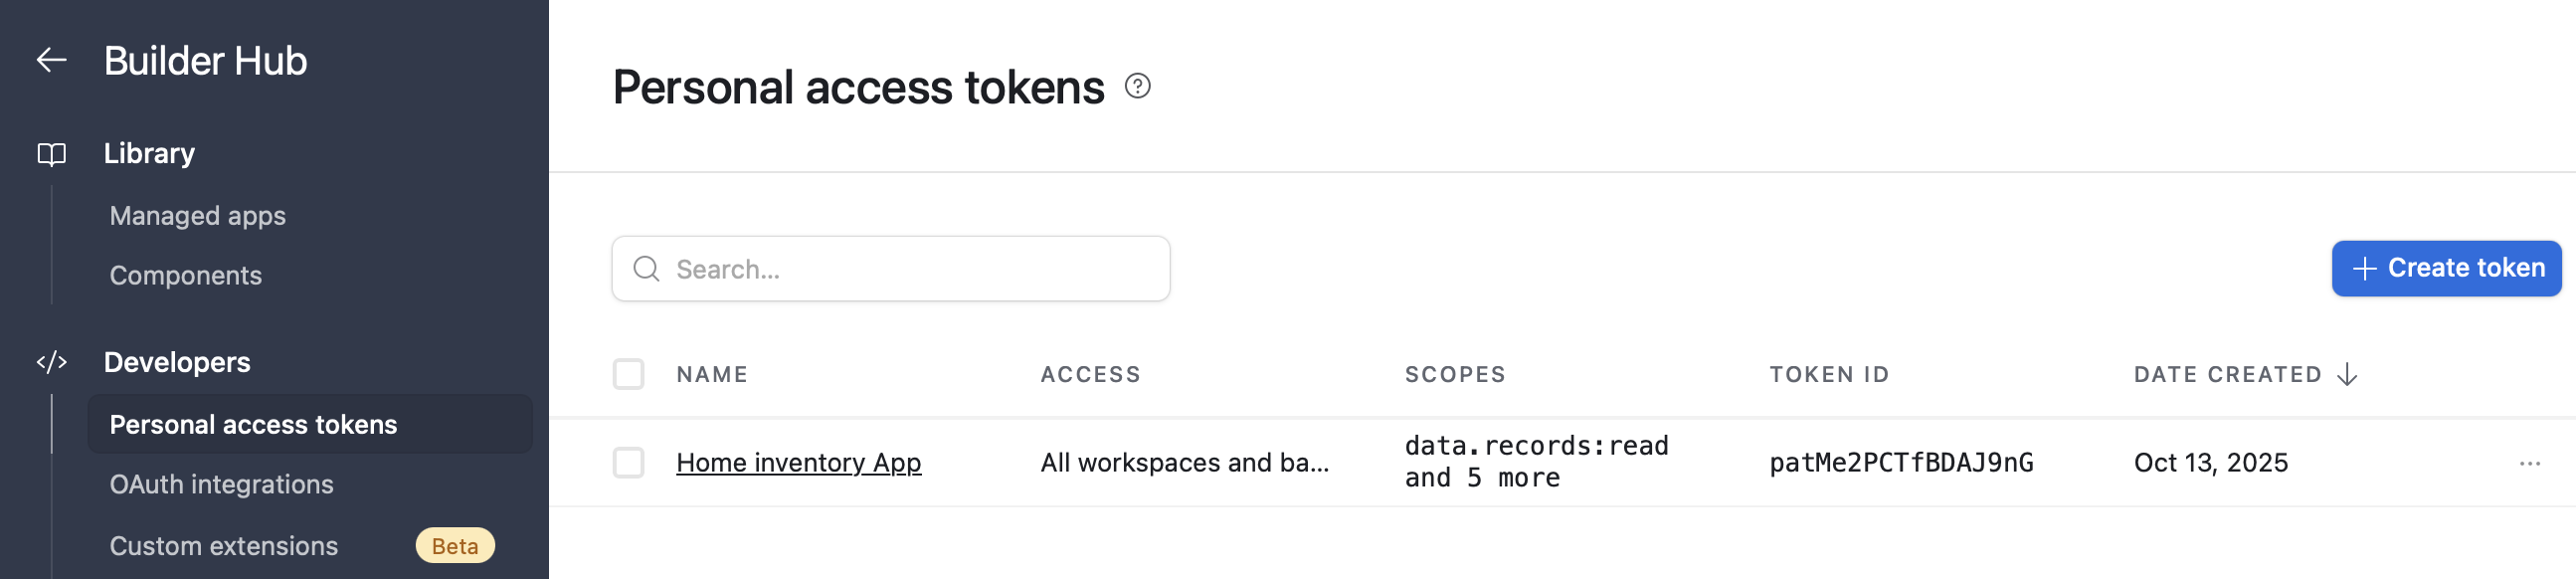 Builder Hub
Library
Managed apps
Components
Developers
Personal access tokens
OAuth integrations
Custom extensions Beta
Personal access tokens
Search...
Create token
NAME ACCESS SCOPES TOKEN ID DATE CREATED
Home inventory App All workspaces and ba... data.records:read and 5 more patMe2PCTfBDAJ9nG Oct 13, 2025